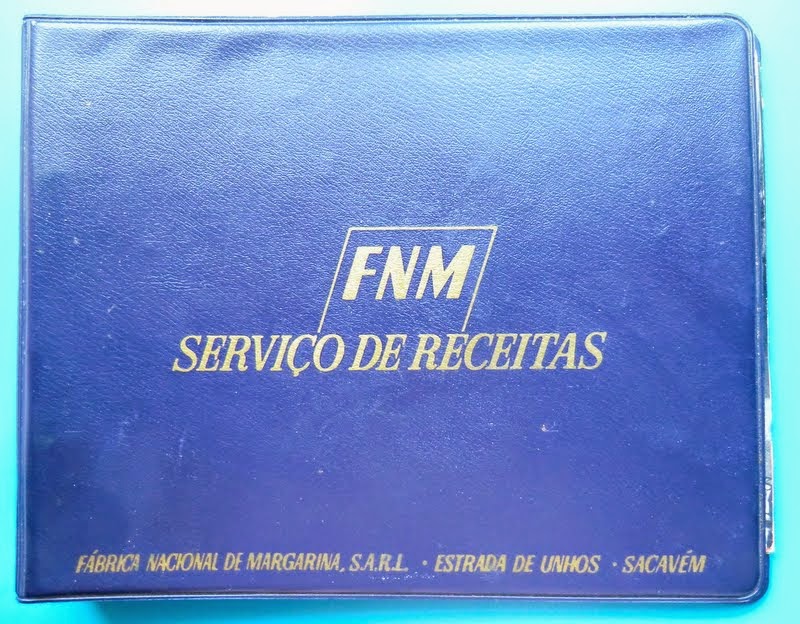 FNM
SERVIÇO DE RECEITAS
FÁBRICA NACIONAL DE MARGARINA, S.A.R.L. · ESTRADA DE UNHOS · SACAVÉM